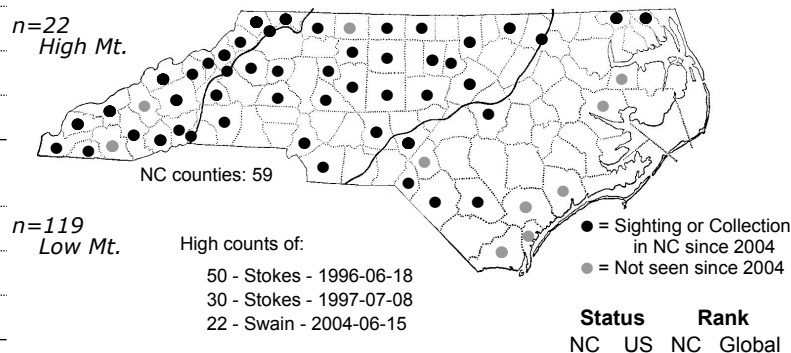 n=22
High Mt.
NC counties: 59
n=119
Low Mt.
High counts of:
50 - Stokes - 1996-06-18
30 - Stokes - 1997-07-08
22 - Swain - 2004-06-15
= Sighting or Collection
in NC since 2004
= Not seen since 2004
Status Rank
NC US NC Global